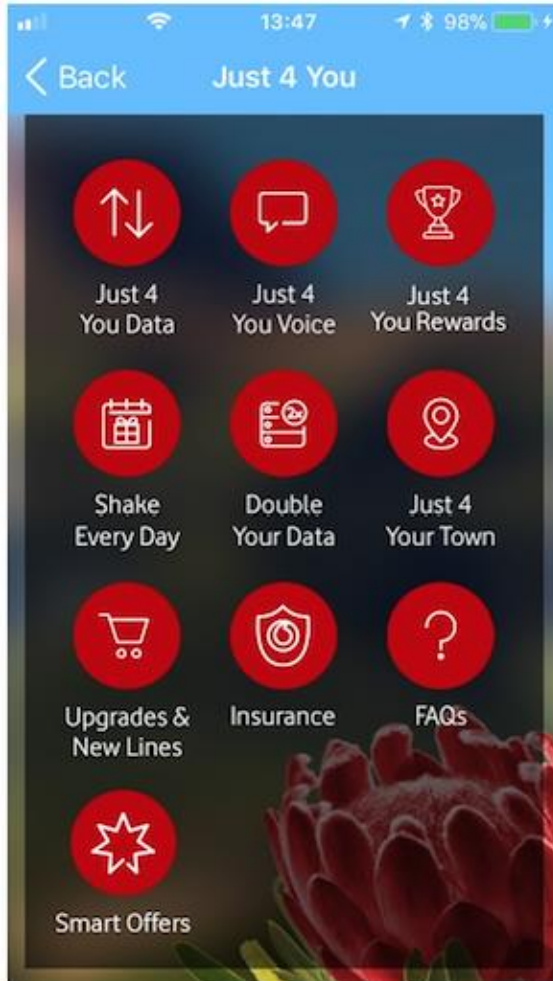 13:47 98%
Back Just 4 You
Just 4 Just 4 Just 4
You Data You Voice You Rewards
2x
Shake Double Just 4
Every Day Your Data Your Town
Upgrades & Insurance FAQs
New Lines
Smart Offers